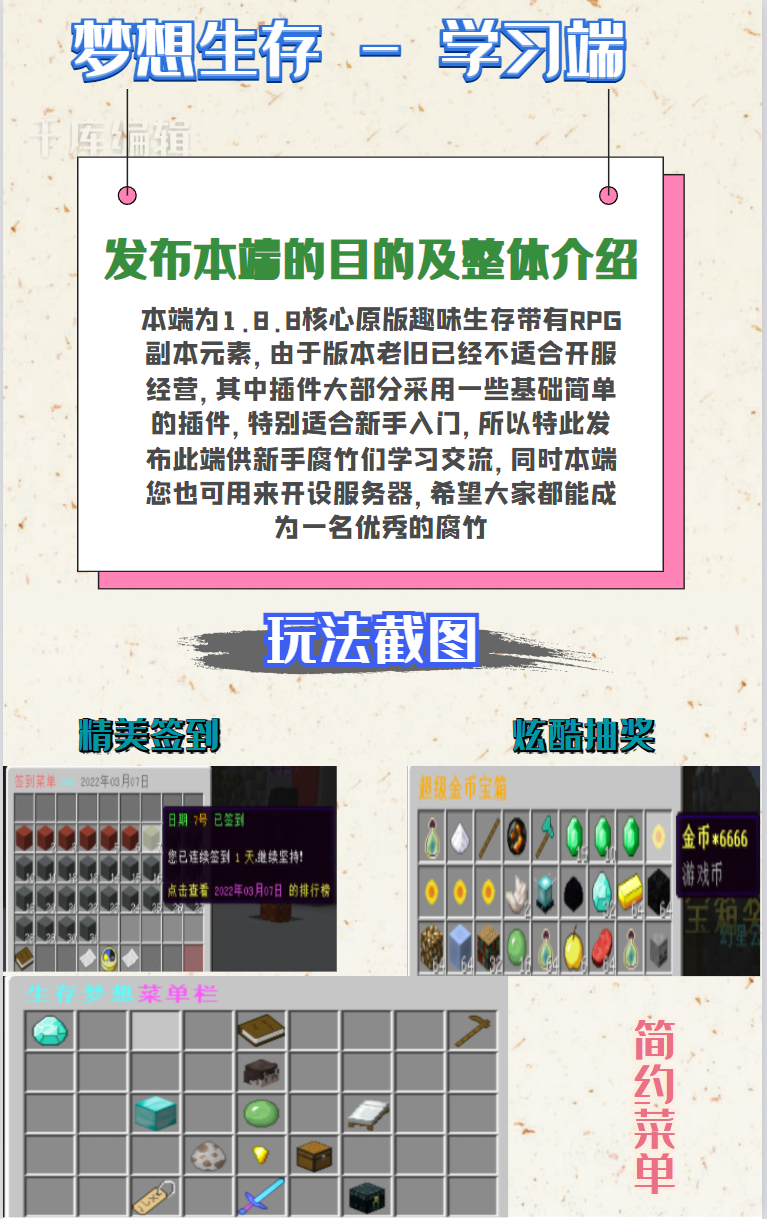 梦想生存 - 学习端
千库编辑
发布本端的目的及整体介绍
本端为1.8.8核心原版趣味生存带有RPG
副本元素,由于版本老旧已经不适合开服
经营,其中插件大部分采用一些基础简单
的插件,特别适合新手入门,所以特此发
布此端供新手腐竹们学习交流,同时本端
您也可用来开设服务器,希望大家都能成
为一名优秀的腐竹
玩法截图
精美签到
炫酷抽奖
签到菜单 2022年03月07日
日期 7号 已签到
您已连续签到 1 天,继续坚持!
点击查看 2022年03月07日 的排行榜
超级金币宝箱
金币*6666
游戏币
生存梦想菜单栏
简约菜单